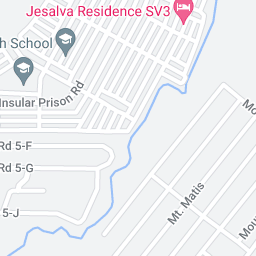 Jesalva Residence SV3
h School
Insular Prison Rd
Rd 5-F
Rd 5-G
5-J
Mt. Matis
Mo
Mou